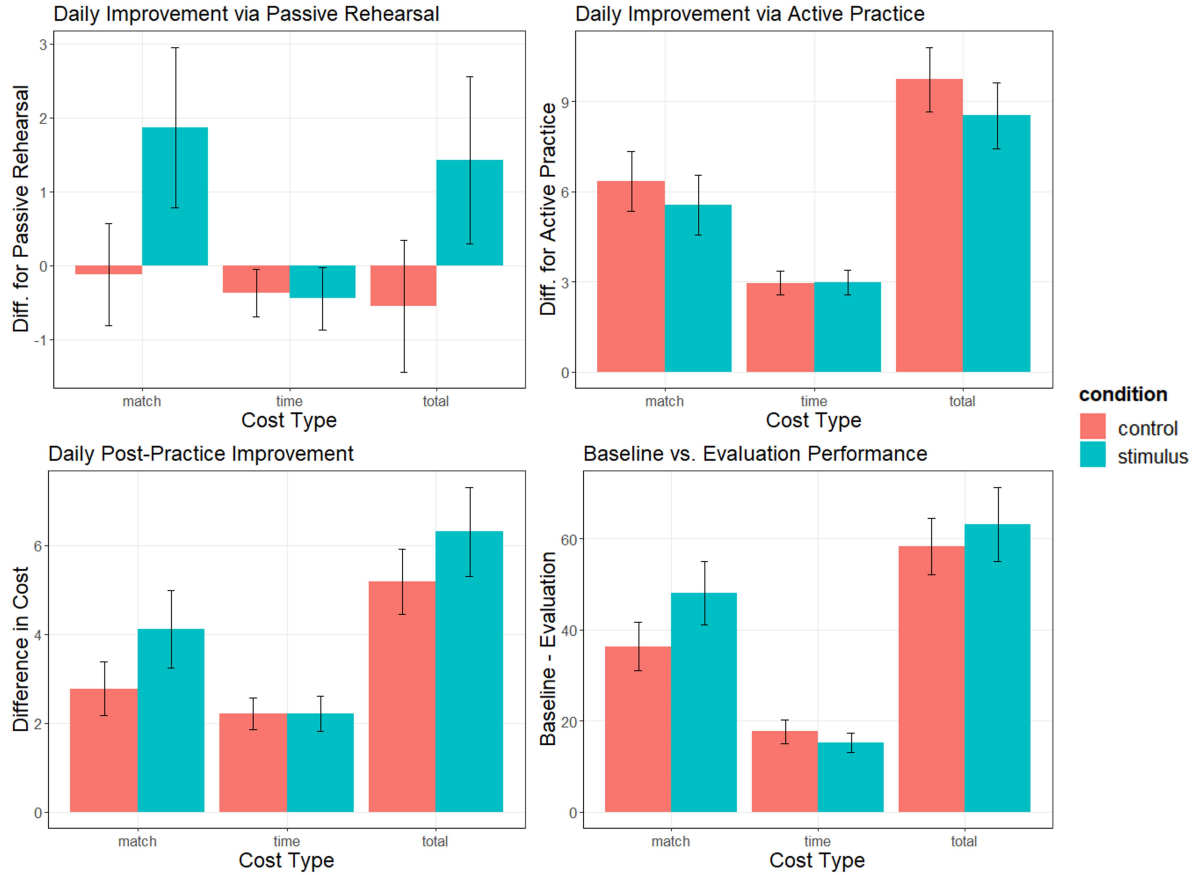 Daily Improvement via Passive Rehearsal
Diff. for Passive Rehearsal
3
2
1
0
-1
match time total
Cost Type
Daily Improvement via Active Practice
Diff. for Active Practice
9
6
3
0
match time total
Cost Type
condition
control
stimulus
Daily Post-Practice Improvement
Difference in Cost
6
4
2
0
match time total
Cost Type
Baseline vs. Evaluation Performance
Baseline - Evaluation
60
40
20
0
match time total
Cost Type